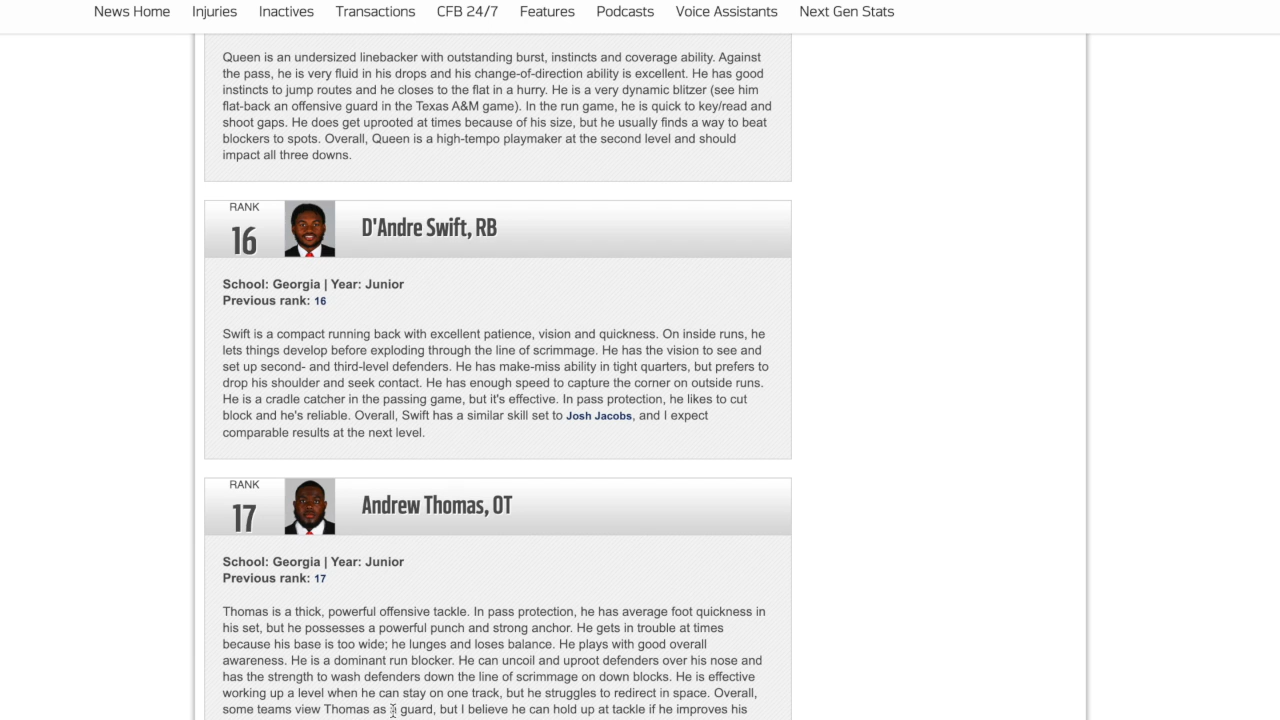 News Home Injuries Inactives Transactions CFB 24/7 Features Podcasts Voice Assistants Next Gen Stats
Queen is an undersized linebacker with outstanding burst, instincts and coverage ability. Against
the pass, he is very fluid in his drops and his change-of-direction ability is excellent. He has good
instincts to jump routes and he closes to the flat in a hurry. He is a very dynamic blitzer (see him
flat-back an offensive guard in the Texas A&M game). In the run game, he is quick to key/read and
shoot gaps. He does get uprooted at times because of his size, but he usually finds a way to beat
blockers to spots. Overall, Queen is a high-tempo playmaker at the second level and should
impact all three downs.
RANK
16
D'Andre Swift, RB
School: Georgia | Year: Junior
Previous rank: 16
Swift is a compact running back with excellent patience, vision and quickness. On inside runs, he
lets things develop before exploding through the line of scrimmage. He has the vision to see and
set up second- and third-level defenders. He has make-miss ability in tight quarters, but prefers to
drop his shoulder and seek contact. He has enough speed to capture the corner on outside runs.
He is a cradle catcher in the passing game, but it's effective. In pass protection, he likes to cut
block and he's reliable. Overall, Swift has a similar skill set to Josh Jacobs, and I expect
comparable results at the next level.
RANK
17
Andrew Thomas, OT
School: Georgia | Year: Junior
Previous rank: 17
Thomas is a thick, powerful offensive tackle. In pass protection, he has average foot quickness in
his set, but he possesses a powerful punch and strong anchor. He gets in trouble at times
because his base is too wide; he lunges and loses balance. He plays with good overall
awareness. He is a dominant run blocker. He can uncoil and uproot defenders over his nose and
has the strength to wash defenders down the line of scrimmage on down blocks. He is effective
working up a level when he can stay on one track, but he struggles to redirect in space. Overall,
some teams view Thomas as a guard, but I believe he can hold up at tackle if he improves his